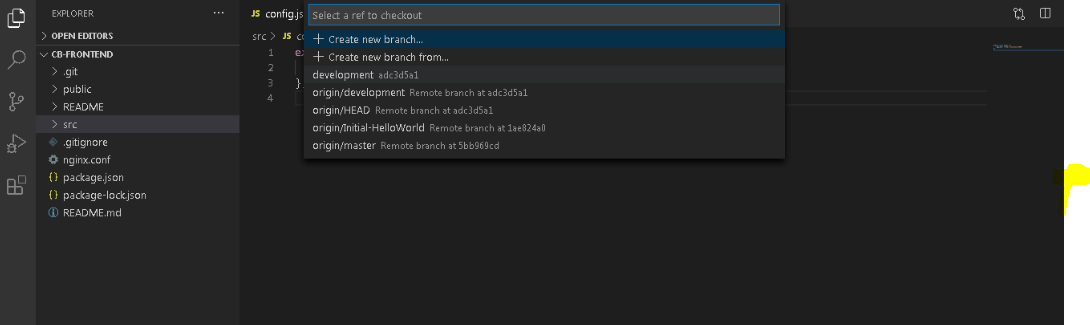 EXPLORER
OPEN EDITORS
CB-FRONTEND
.git
public
README
src
.gitignore
nginx.conf
package.json
package-lock.json
README.md
JS config.js
src > JS
1
2
3 }
4
Select a ref to checkout
+ Create new branch...
+ Create new branch from...
development adc3d5a1
origin/development Remote branch at adc3d5a1
origin/HEAD Remote branch at adc3d5a1
origin/Initial-HelloWorld Remote branch at 1ae824a0
origin/master Remote branch at 5bb969cd